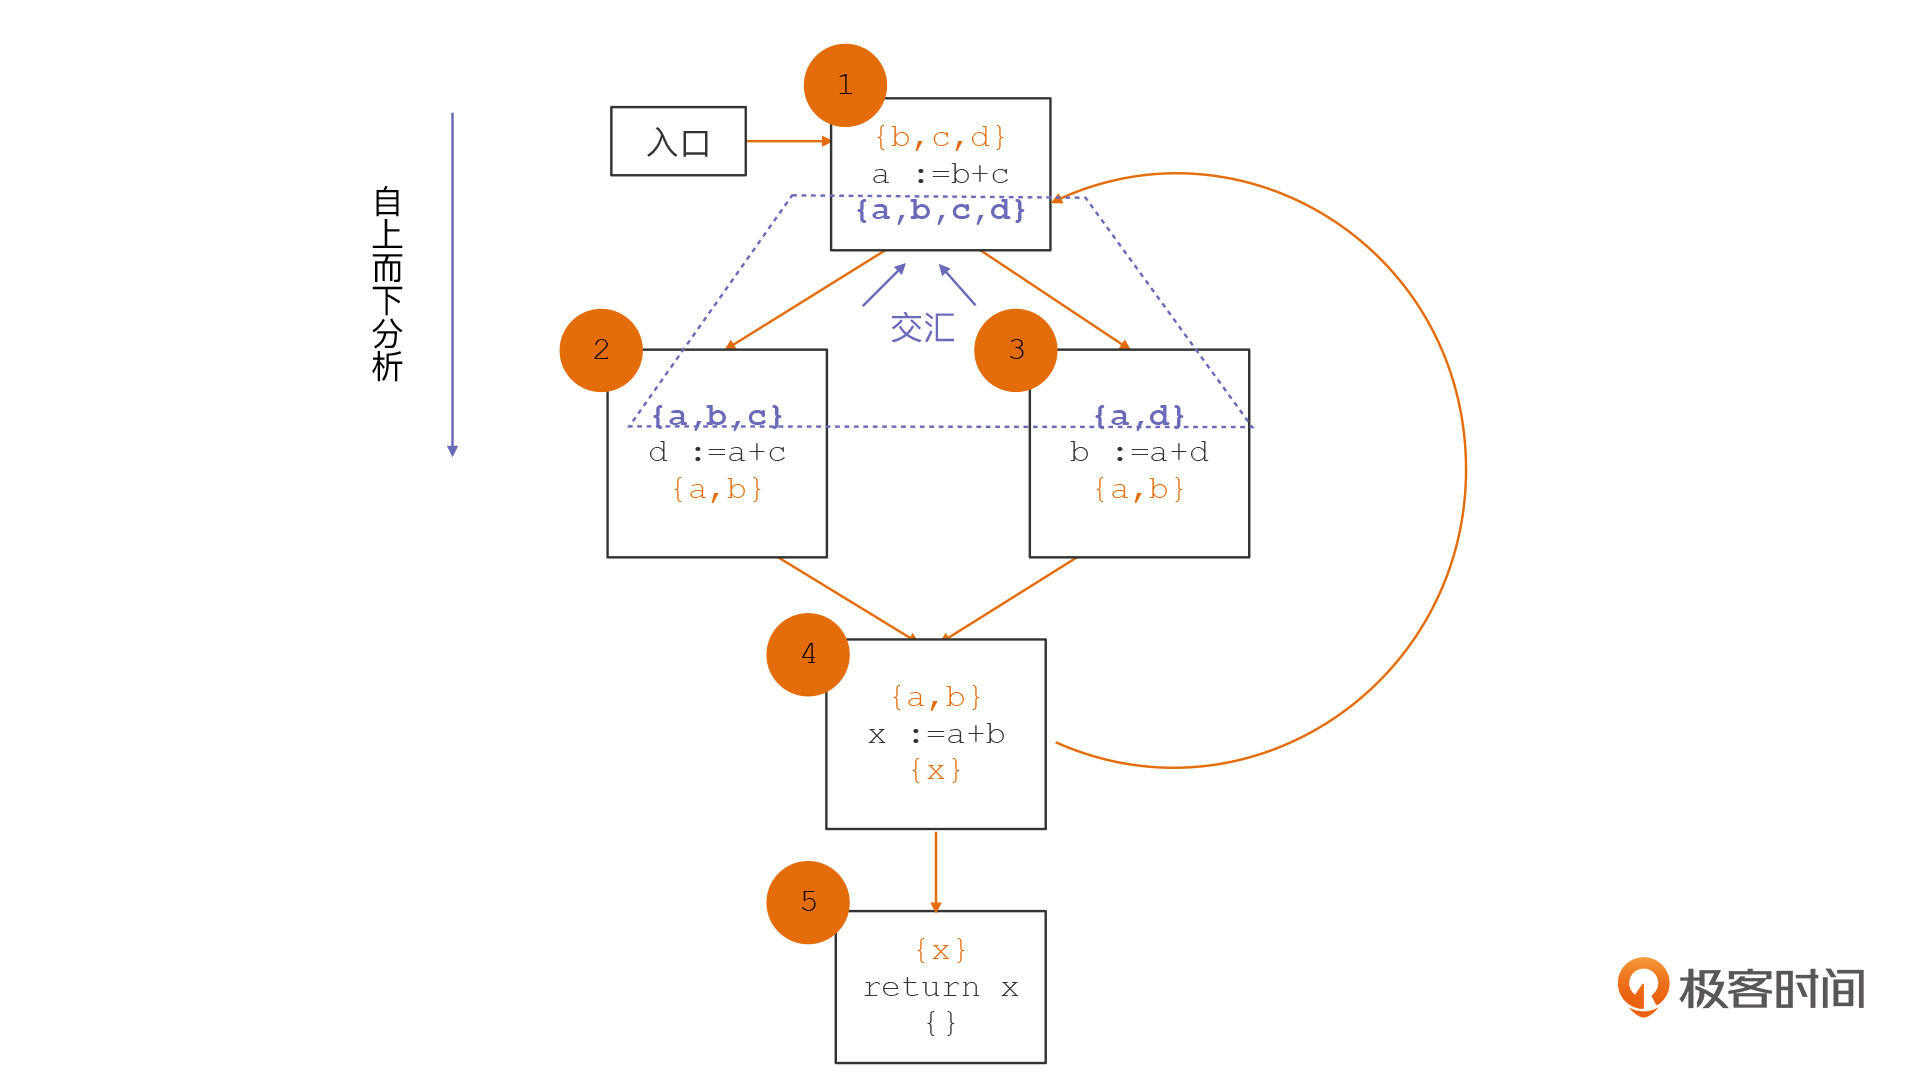 自上而下分析
入口
1
{b,c,d}
a :=b+c
{a,b,c,d}
交汇
2
{a,b,c}
d :=a+c
{a,b}
3
{a,d}
b :=a+d
{a,b}
4
{a,b}
x :=a+b
{x}
5
{x}
return x
{}
极客时间